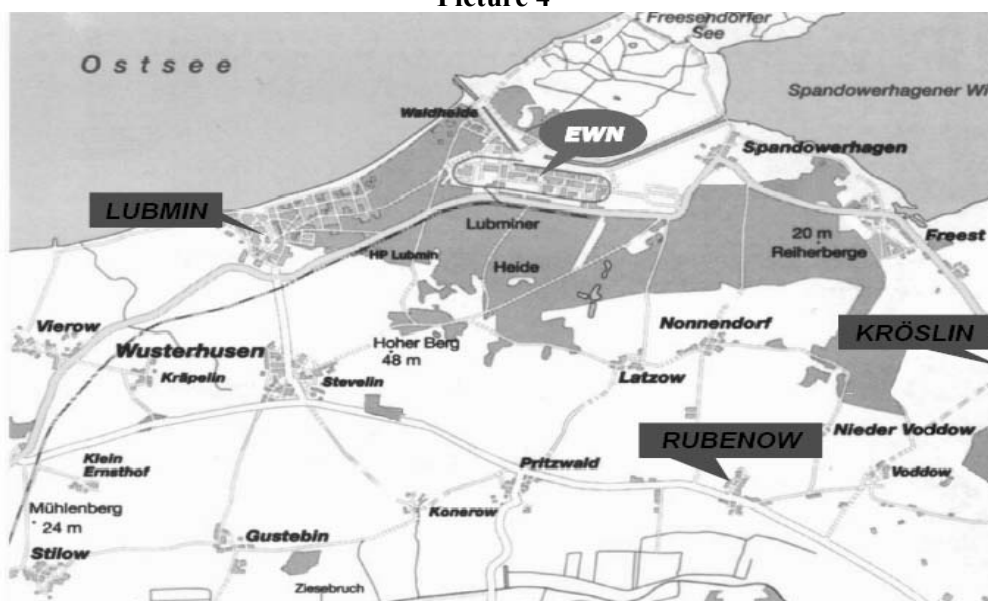 Picture 4
Freesendorfer
See
Ostsee
Spandowerhagener Wi
Waldheide
EWN
Spandowerhagen
LUBMIN
Lubminer
20 m
Reiherberge
Freest
HP Lubmin
Heide
Vierow
Nonnendorf
KRÖSLIN
Wusterhusen
Hoher Berg
48 m
Kräpelin
Stevelin
Latzow
RUBENOW
Nieder Voddow
Klein
Ernsthof
Pritzwald
Voddow
Mühlenberg
24 m
Konerow
Gustebin
Stilow
Ziesebruch